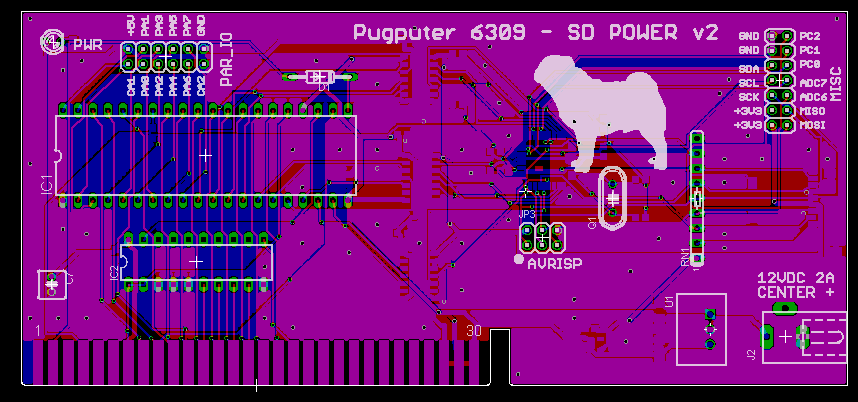 Pugputer 6309 - SD POWER v2
PWR
+5V PA1 PA3 PA5 PA7 GND
CA1 PA0 PA2 PA4 PA6 CA2
PAR_IO
D1
GND PC2
GND PC1
SDA PC0
SCL ADC7
SCK ADC6
+3V3 MISO
+3V3 MOSI
MISC
IC1
JP3
Q1
AVRISP
RN1
1
IC2
C7
12VDC 2A
CENTER +
U1
J2
1
30